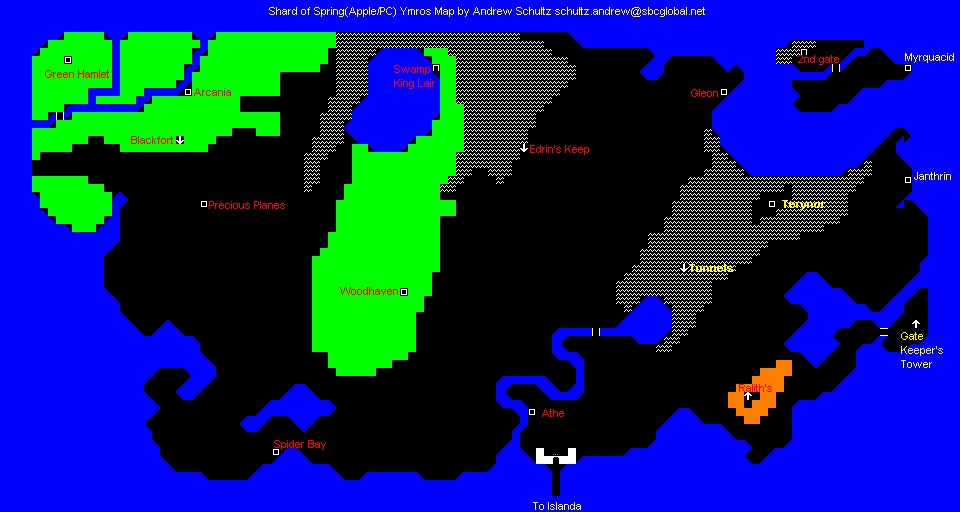 Shard of Spring(Apple/PC) Ymros Map by Andrew Schultz schultz.andrew@sbcglobal.net
2nd gate
Myrquacid
Green Hamlet
Swamp
King Lair
Arcania
Gleon
Blackfort
Edrin's Keep
Janthrin
Precious Planes
Terynor
Tunnels
Woodhaven
Gate
Keeper's
Tower
Ralith's
Athe
Spider Bay
To Islanda